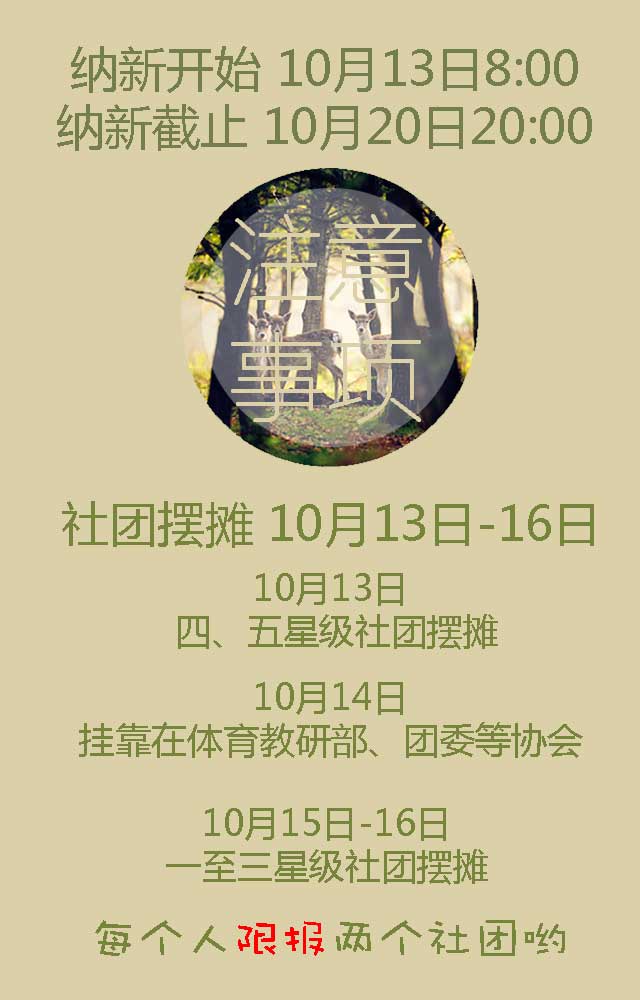 纳新开始 10月13日8:00
纳新截止 10月20日20:00
注意
事项
社团摆摊 10月13日-16日
10月13日
四、五星级社团摆摊
10月14日
挂靠在体育教研部、团委等协会
10月15日-16日
一至三星级社团摆摊
每个人限报两个社团哟